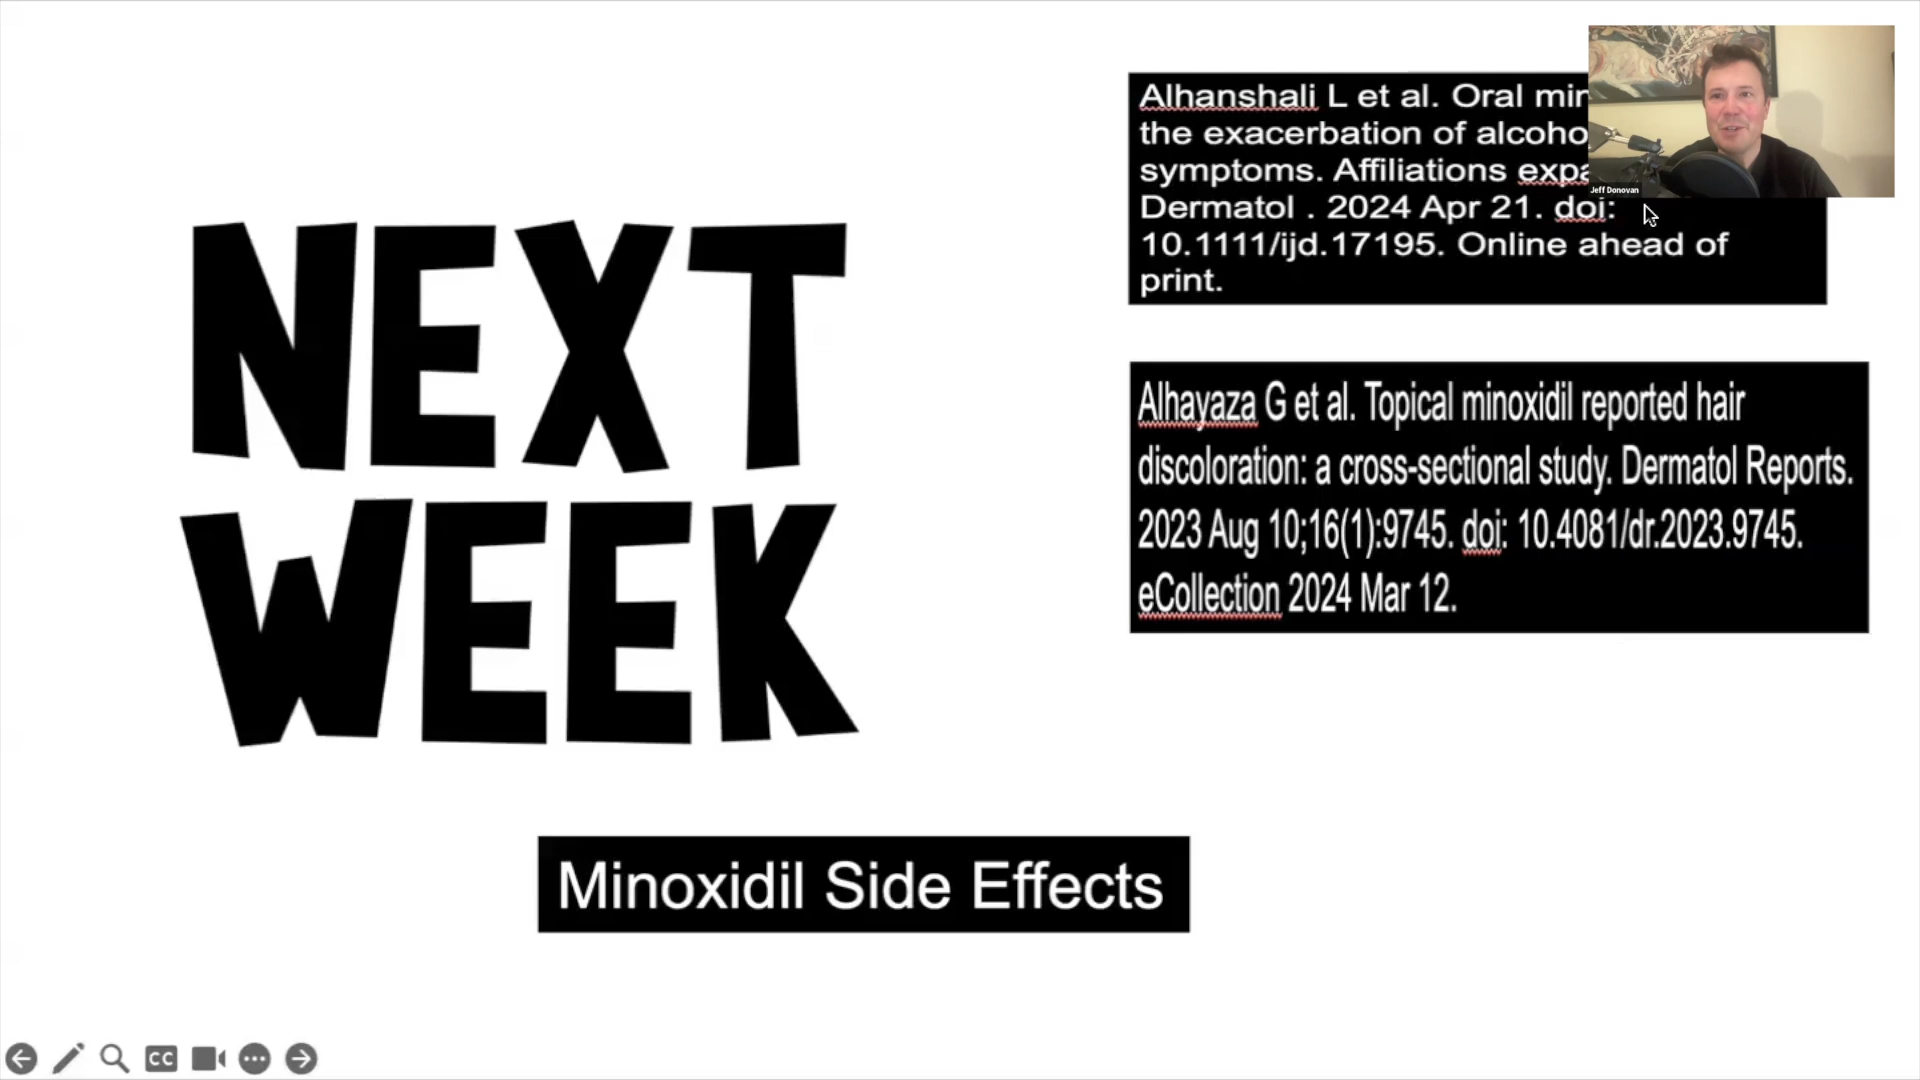 NEXT
WEEK
Alhanshali L et al. Oral
the exacerbation of
symptoms. Affiliations
Dermatol . 2024 Apr 21. doi:
10.1111/ijd.17195. Online ahead of
print.
Jeff Donovan
Alhayaza G et al. Topical minoxidil reported hair
discoloration: a cross-sectional study. Dermatol Reports.
2023 Aug 10;16(1):9745. doi: 10.4081/dr.2023.9745.
eCollection 2024 Mar 12.
Minoxidil Side Effects
CC